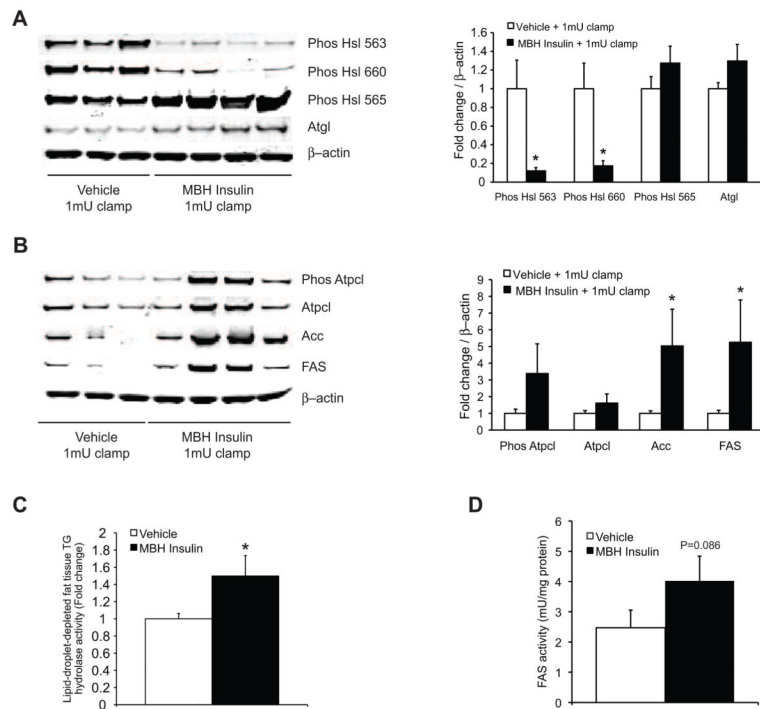 A
Phos Hsl 563
Phos Hsl 660
Phos Hsl 565
Atgl
β–actin
Vehicle
1mU clamp
MBH Insulin
1mU clamp
Fold change / β–actin
1.6
1.4
1.2
1
0.8
0.6
0.4
0.2
0
Vehicle + 1mU clamp
MBH Insulin + 1mU clamp
*
*
Phos Hsl 563
Phos Hsl 660
Phos Hsl 565
Atgl
B
Phos Atpcl
Atpcl
Acc
FAS
β–actin
Vehicle
1mU clamp
MBH Insulin
1mU clamp
Fold change / β–actin
9
8
7
6
5
4
3
2
1
0
Vehicle + 1mU clamp
MBH Insulin + 1mU clamp
*
*
Phos Atpcl
Atpcl
Acc
FAS
C
Lipid-droplet-depleted fat tissue TG
hydrolase activity (Fold change)
2
1.8
1.6
1.4
1.2
1
0.8
0.6
0.4
0.2
0
Vehicle
MBH Insulin
*
D
FAS activity (mU/mg protein)
6
5
4
3
2
1
0
Vehicle
MBH Insulin
P=0.086